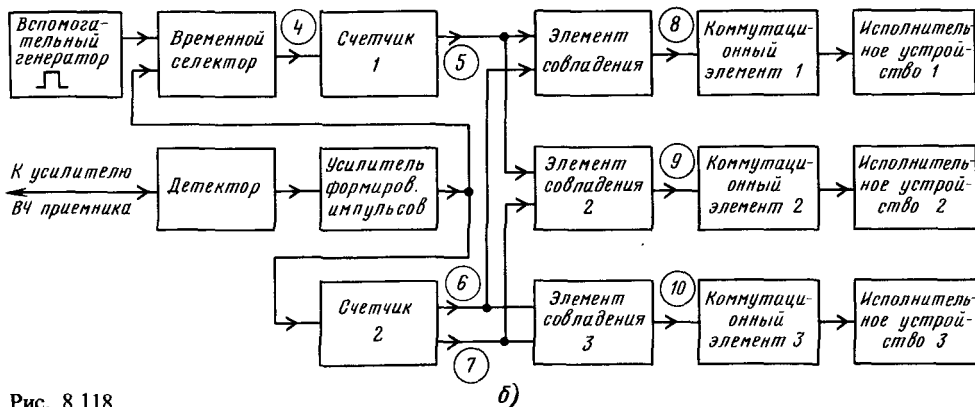 Вспомога-
тельный
генератор
Временной
селектор
4
Счетчик
1
5
Элемент
совпадения
8
Коммутаци-
онный
элемент 1
Исполнитель-
ное устрой-
ство 1
К усилителю
ВЧ приемника
Детектор
Усилитель
формиров.
импульсов
Элемент
совпадения
2
9
Коммутаци-
онный
элемент 2
Исполнитель-
ное устрой-
ство 2
Счетчик
2
6
7
Элемент
совпадения
3
10
Коммутаци-
онный
элемент 3
Исполнитель-
ное устрой-
ство 3
Рис. 8.118
б)